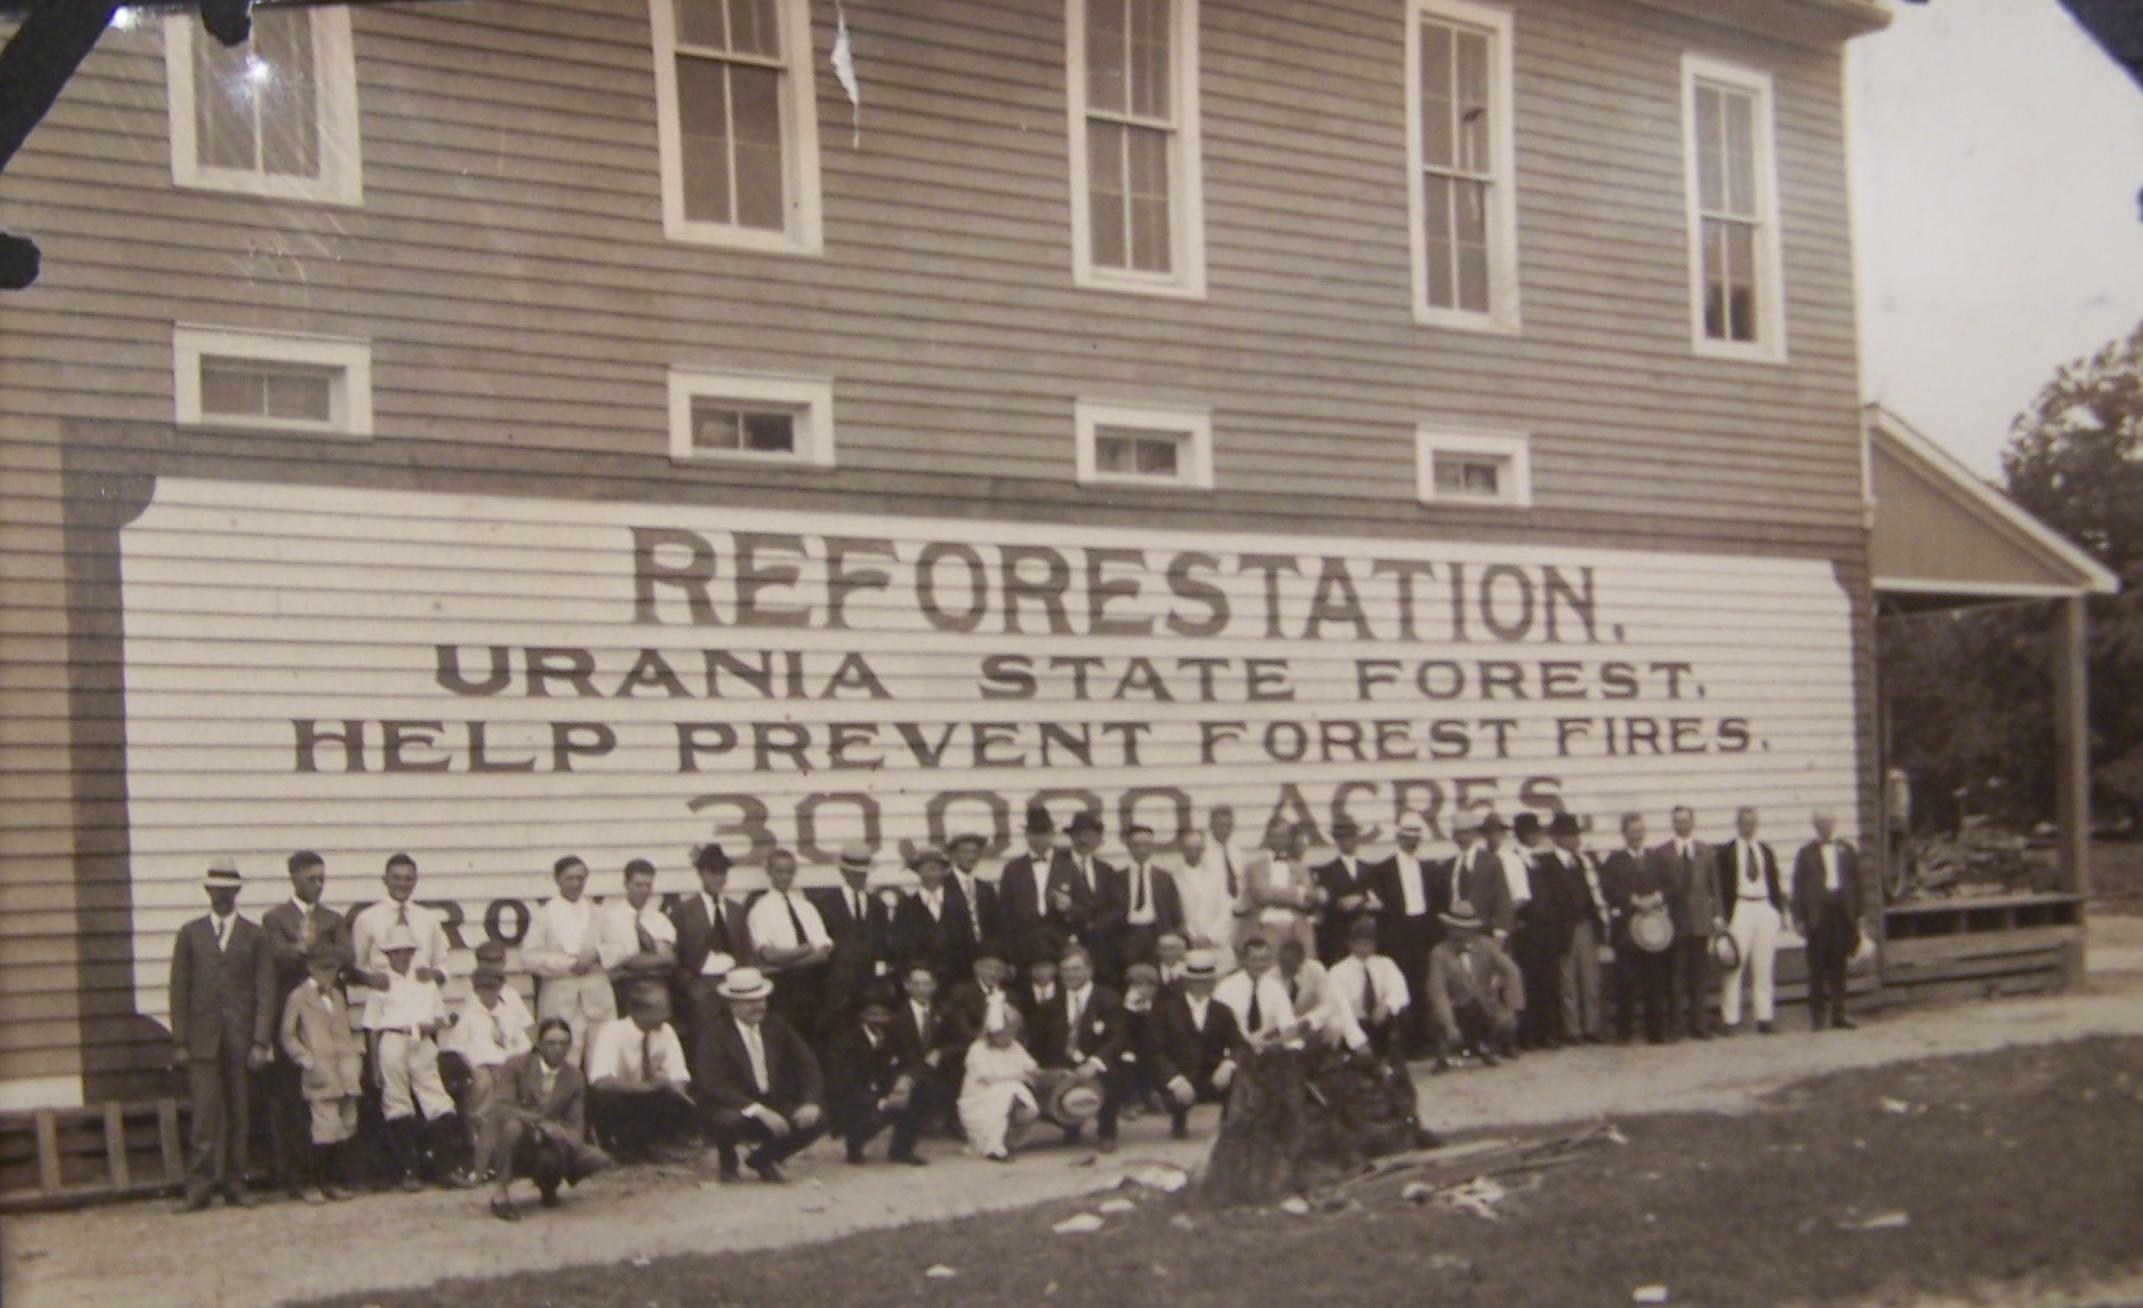 REFORESTATION.
URANIA STATE FOREST.
HELP PREVENT FOREST FIRES.
30,000 ACRES.